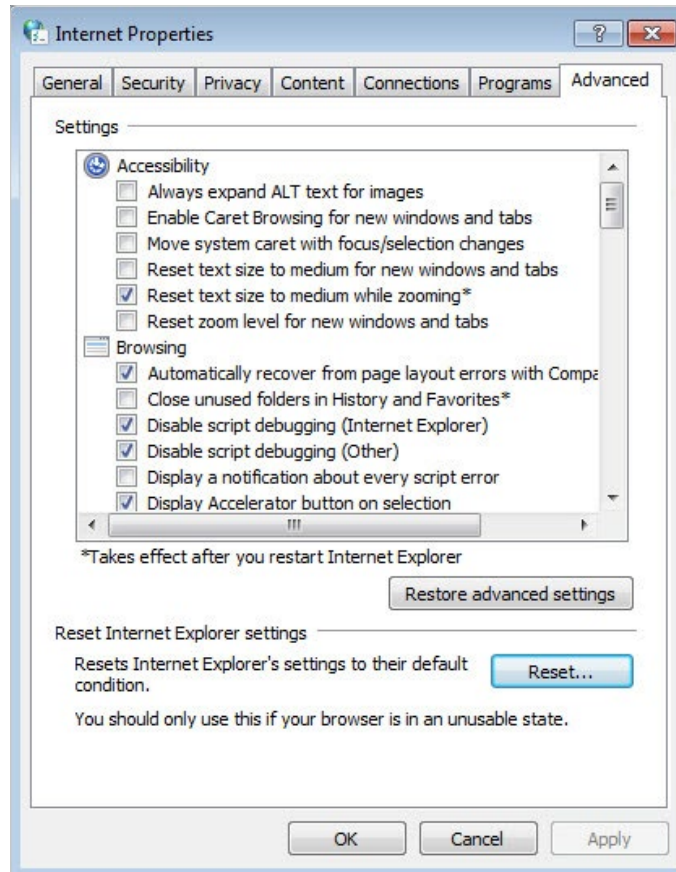 Internet Properties
General Security Privacy Content Connections Programs Advanced
Settings
Accessibility
Always expand ALT text for images
Enable Caret Browsing for new windows and tabs
Move system caret with focus/selection changes
Reset text size to medium for new windows and tabs
Reset text size to medium while zooming*
Reset zoom level for new windows and tabs
Browsing
Automatically recover from page layout errors with Compa
Close unused folders in History and Favorites*
Disable script debugging (Internet Explorer)
Disable script debugging (Other)
Display a notification about every script error
Display Accelerator button on selection
*Takes effect after you restart Internet Explorer
Restore advanced settings
Reset Internet Explorer settings
Resets Internet Explorer's settings to their default
condition.
Reset...
You should only use this if your browser is in an unusable state.
OK Cancel Apply